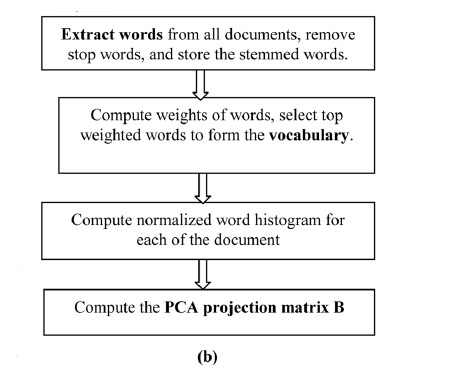 Extract words from all documents, remove
stop words, and store the stemmed words.
Compute weights of words, select top
weighted words to form the vocabulary.
Compute normalized word histogram for
each of the document
Compute the PCA projection matrix B
(b)